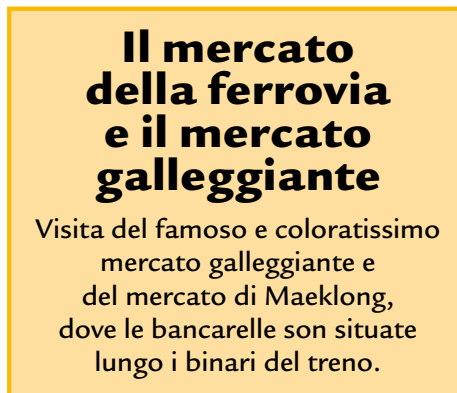 Il mercato
della ferrovia
e il mercato
galleggiante
Visita del famoso e coloratissimo
mercato galleggiante e
del mercato di Maeklong,
dove le bancarelle son situate
lungo i binari del treno.